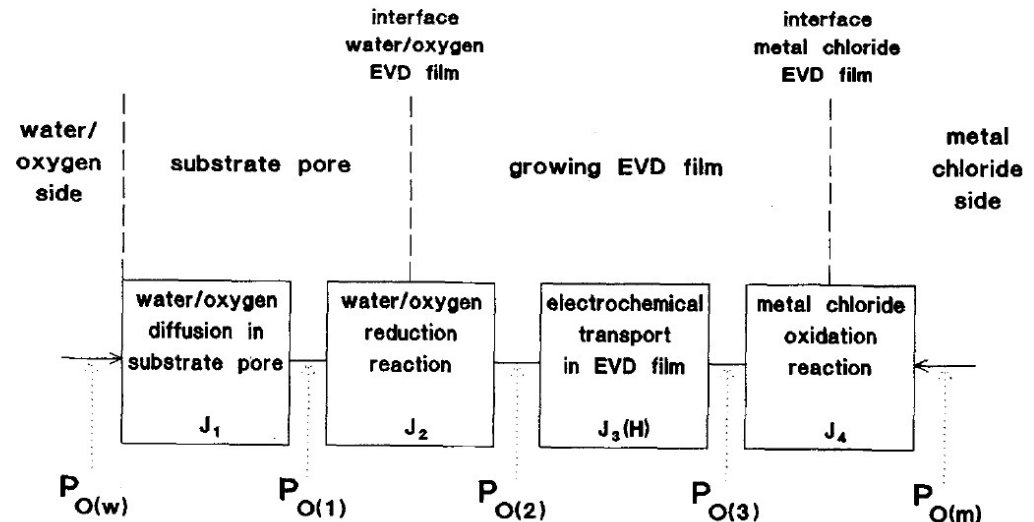 interface
water/oxygen
EVD film
interface
metal chloride
EVD film
water/
oxygen
side
substrate pore
growing EVD film
metal
chloride
side
water/oxygen
diffusion in
substrate pore
J1
water/oxygen
reduction
reaction
J2
electrochemical
transport
in EVD film
J3(H)
metal chloride
oxidation
reaction
J4
PO(w)
PO(1)
PO(2)
PO(3)
PO(m)